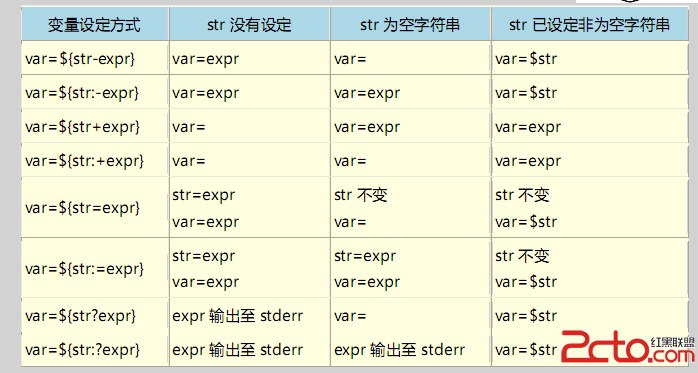 变量设定方式 str 没有设定 str 为空字符串 str 已设定非为空字符串
var=${str-expr} var=expr var= var=$str
var=${str:-expr} var=expr var=expr var=$str
var=${str+expr} var= var=expr var=expr
var=${str:+expr} var= var= var=expr
var=${str=expr} str=expr str 不变 str 不变
var=expr var= var=$str
var=${str:=expr} str=expr str=expr str 不变
var=expr var=expr var=$str
var=${str?expr} expr 输出至 stderr var= var=$str
var=${str:?expr} expr 输出至 stderr expr 输出至 stderr var=$str
2cto.com
红黑联盟